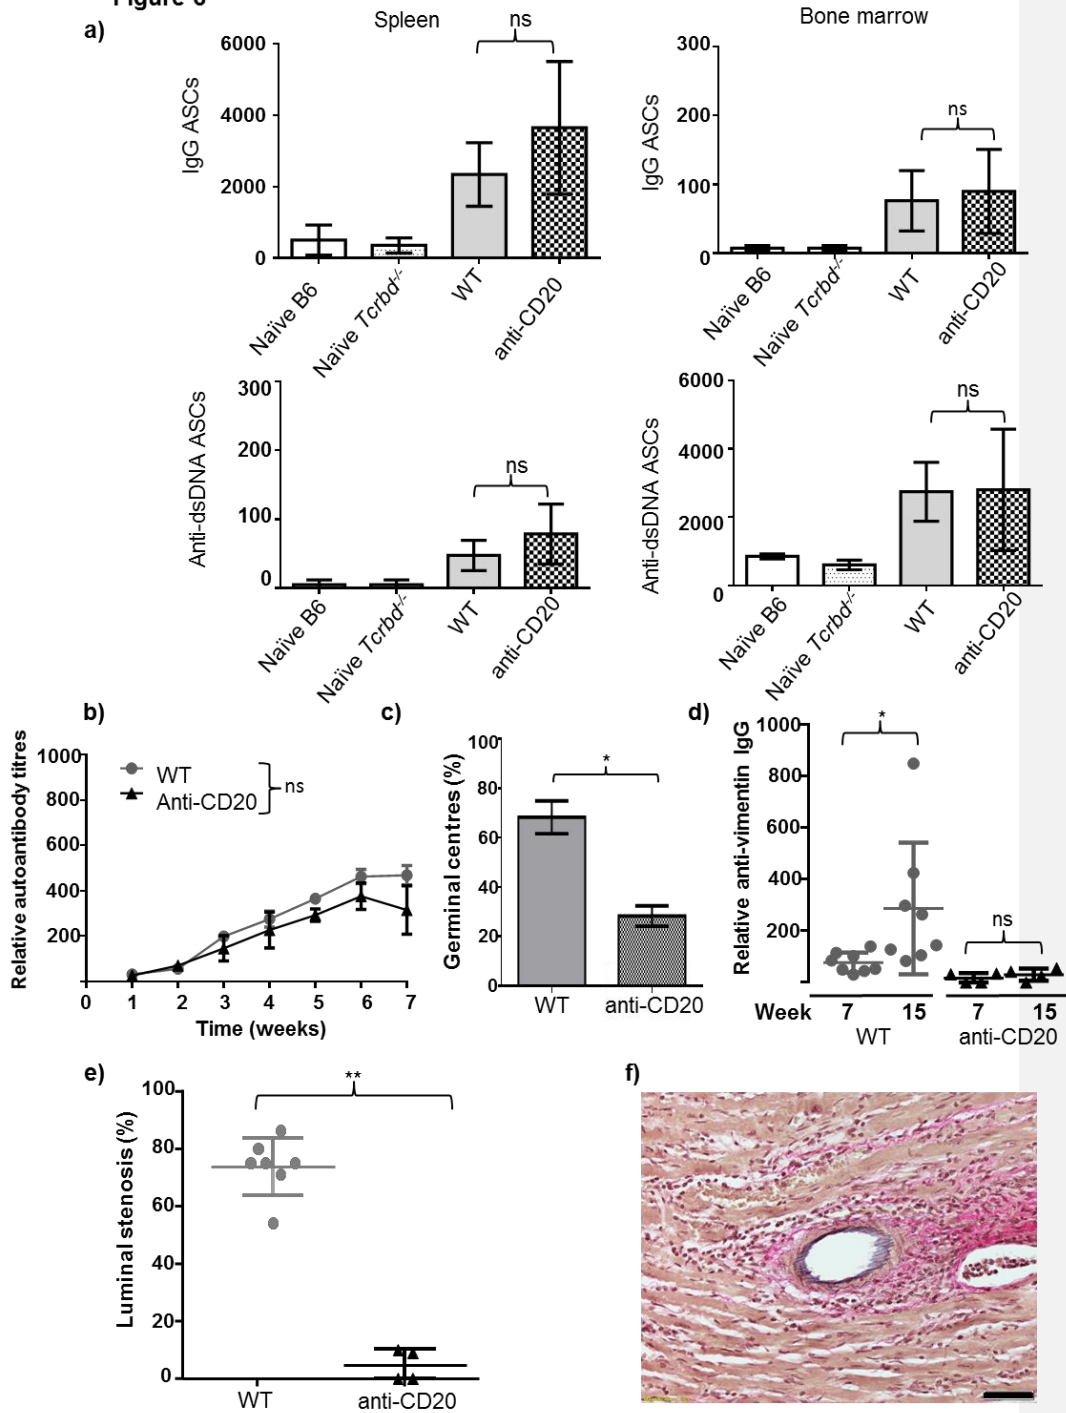 Figure 6
a)
Spleen
Bone marrow
ns
6000
4000
2000
0
IgG ASCs
Naïve B6
Naïve Tcrbd-/-
WT
anti-CD20
ns
300
200
100
0
IgG ASCs
Naïve B6
Naïve Tcrbd-/-
WT
anti-CD20
ns
300
200
100
0
Anti-dsDNA ASCs
Naïve B6
Naïve Tcrbd-/-
WT
anti-CD20
ns
6000
4000
2000
0
Anti-dsDNA ASCs
Naïve B6
Naïve Tcrbd-/-
WT
anti-CD20
b)
1000
800
600
400
200
Relative autoantibody titres
WT
Anti-CD20
ns
0 1 2 3 4 5 6 7
Time (weeks)
c)
100
80
60
40
20
0
Germinal centres (%)
*
WT anti-CD20
d)
1000
800
600
400
200
Relative anti-vimentin IgG
*
ns
Week 7 15 7 15
WT anti-CD20
e)
100
80
60
40
20
0
Luminal stenosis (%)
**
WT anti-CD20
f)